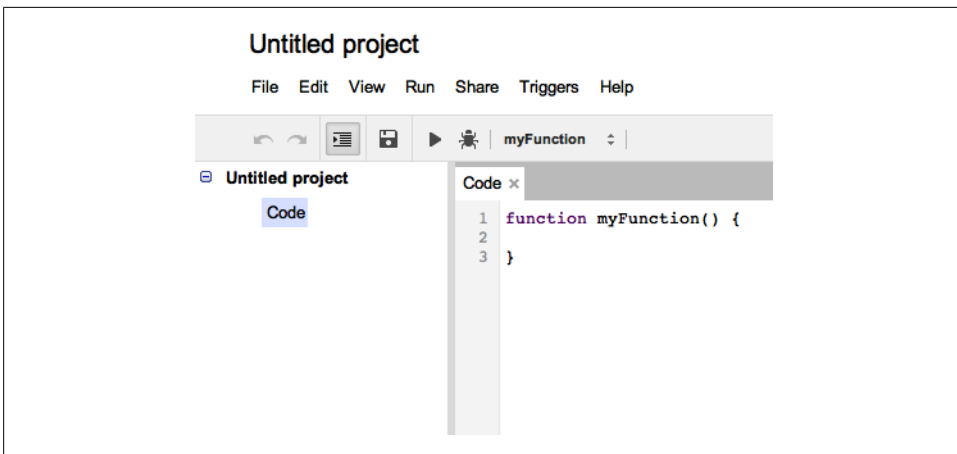 Untitled project
File Edit View Run Share Triggers Help
myFunction
Untitled project
Code
Code ×
1 function myFunction() {
2
3 }